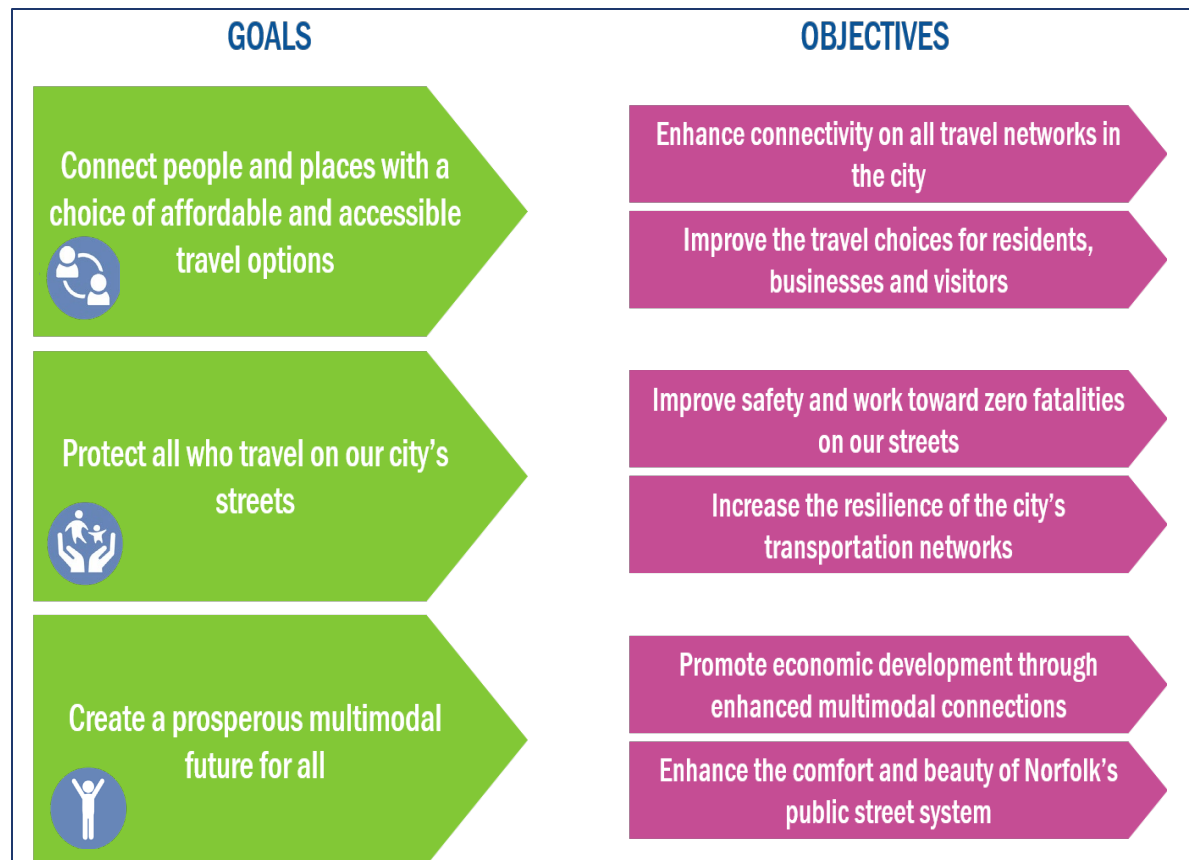 GOALS
OBJECTIVES
Connect people and places with a
choice of affordable and accessible
travel options
Enhance connectivity on all travel networks in
the city
Improve the travel choices for residents,
businesses and visitors
Protect all who travel on our city’s
streets
Improve safety and work toward zero fatalities
on our streets
Increase the resilience of the city’s
transportation networks
Create a prosperous multimodal
future for all
Promote economic development through
enhanced multimodal connections
Enhance the comfort and beauty of Norfolk’s
public street system